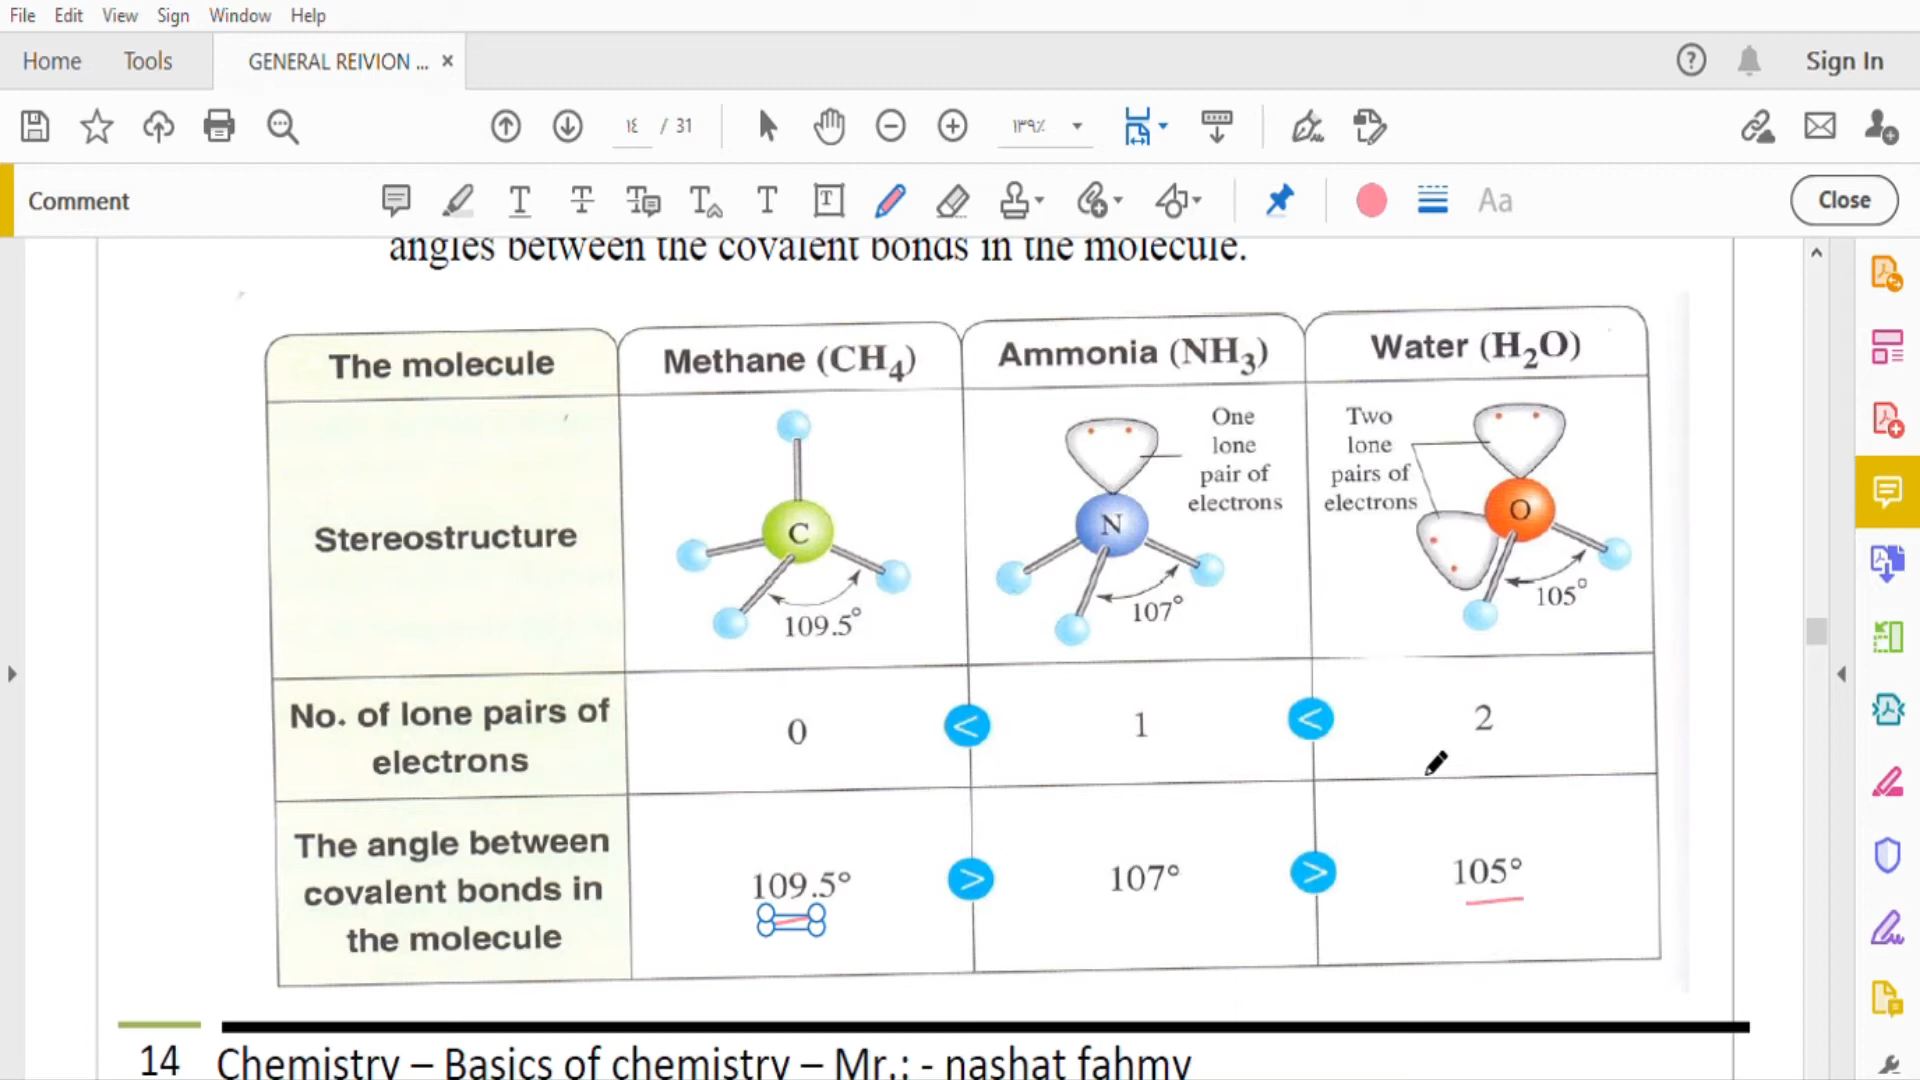 File Edit View Sign Window Help
Home Tools GENERAL REIVION ... × Sign In
١٤ / 31 ١٣٩٪
Comment Aa Close
angles between the covalent bonds in the molecule.
The molecule Methane (CH4) Ammonia (NH3) Water (H2O)
Stereostructure
C
109.5°
One
lone
pair of
electrons
N
107°
Two
lone
pairs of
electrons
O
105°
No. of lone pairs of
electrons
0 < 1 < 2
The angle between
covalent bonds in
the molecule
109.5° > 107° > 105°
14 Chemistry – Basics of chemistry – Mr.: - nashat fahmy